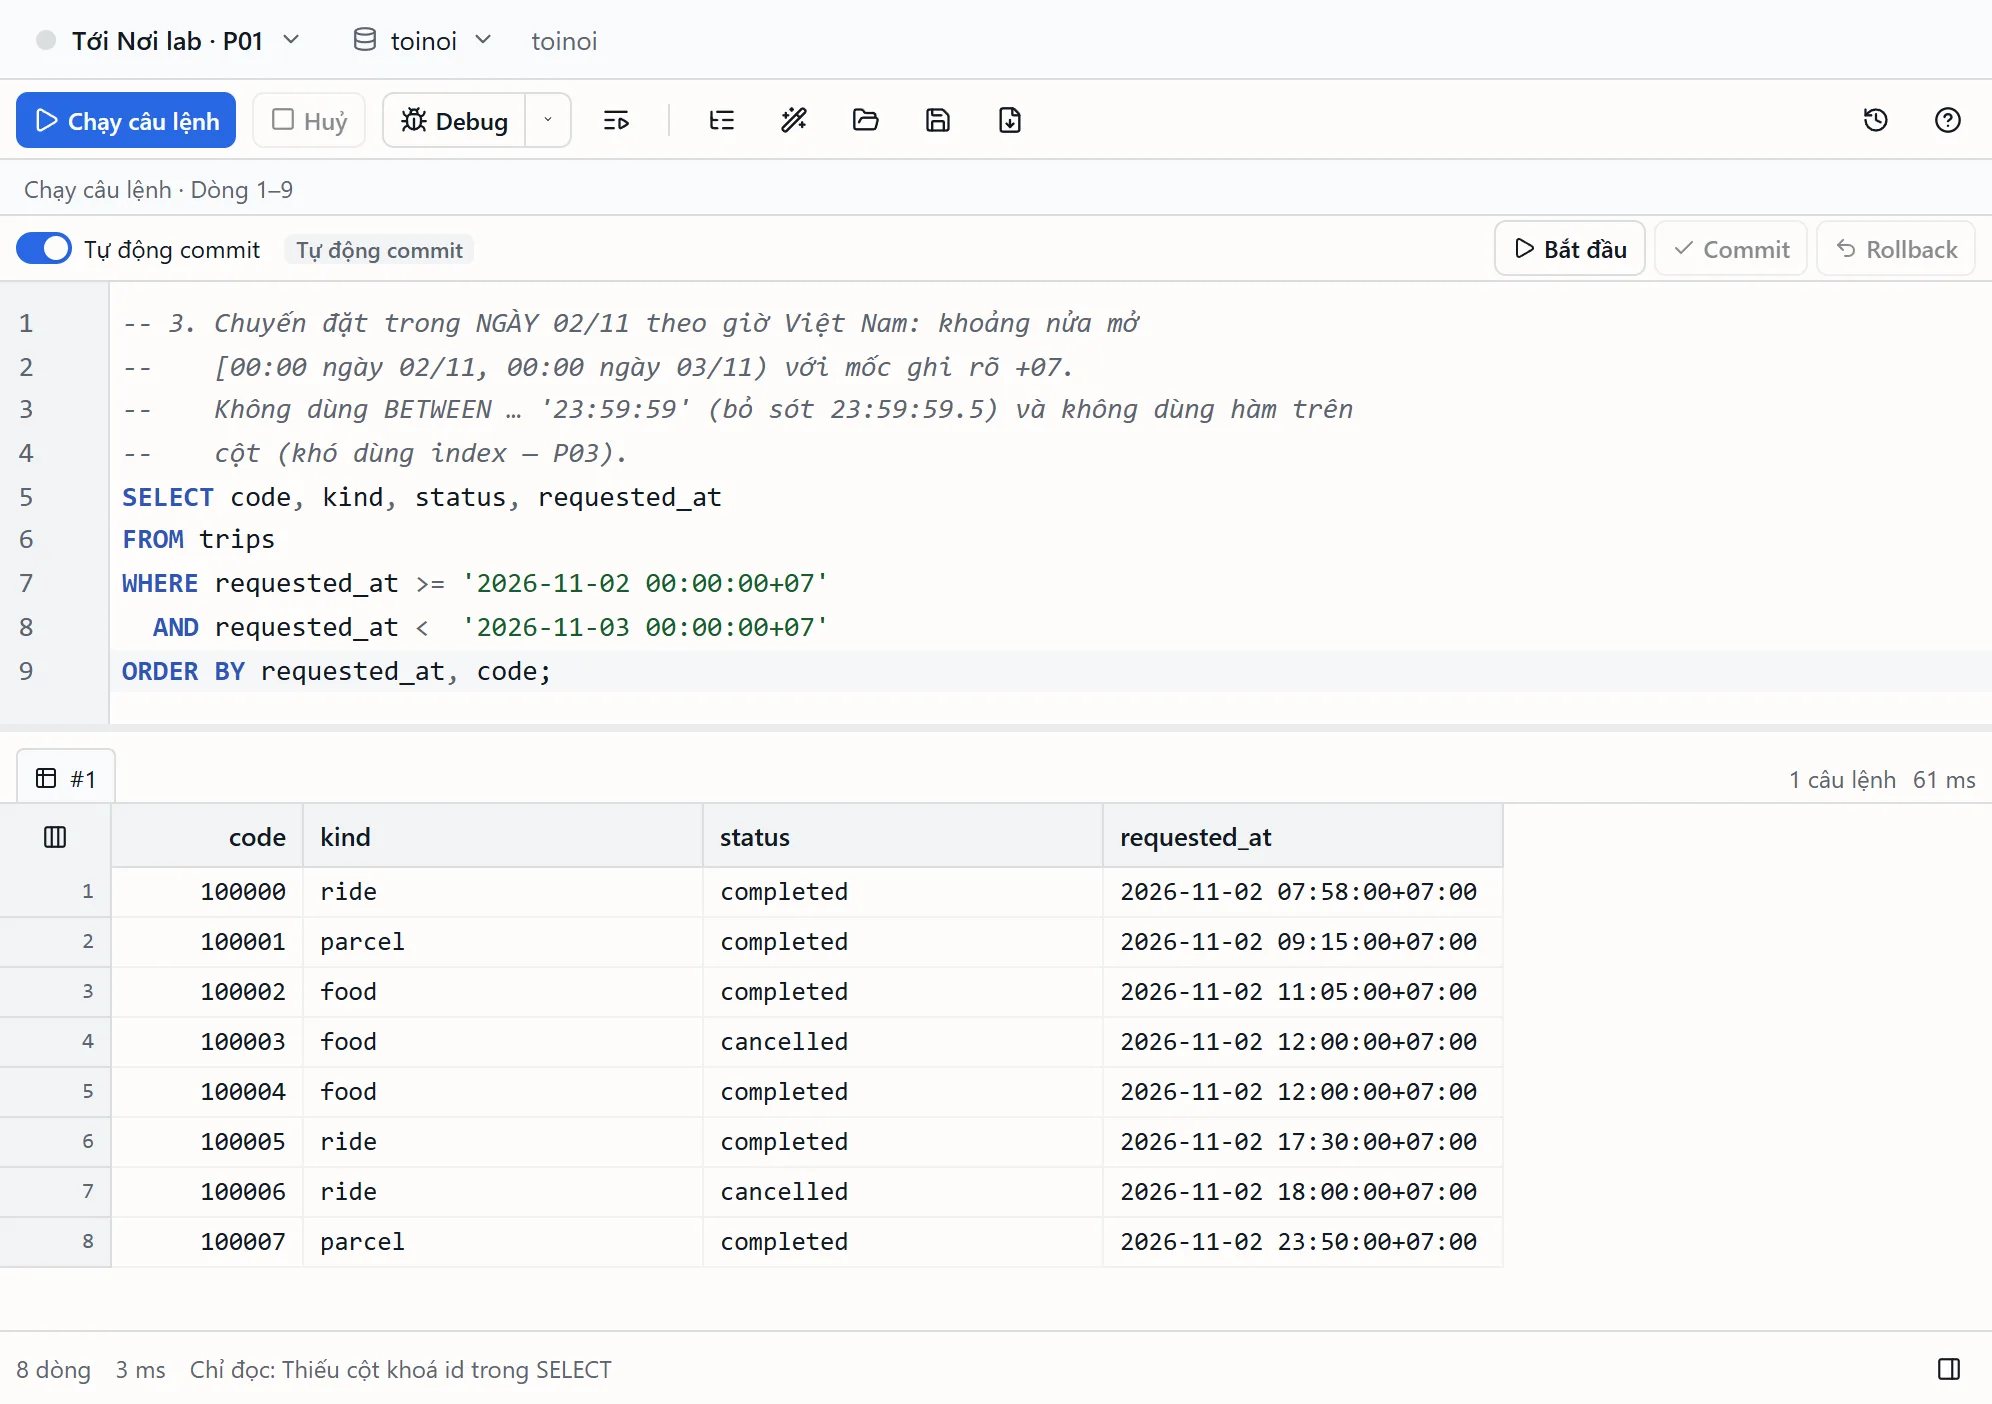 Tới Nơi lab · P01 toinoi toinoi
Chạy câu lệnh Huỷ Debug
Chạy câu lệnh · Dòng 1–9
Tự động commit Tự động commit Bắt đầu Commit Rollback
1 -- 3. Chuyến đặt trong NGÀY 02/11 theo giờ Việt Nam: khoảng nửa mở
2 --    [00:00 ngày 02/11, 00:00 ngày 03/11) với mốc ghi rõ +07.
3 --    Không dùng BETWEEN … '23:59:59' (bỏ sót 23:59:59.5) và không dùng hàm trên
4 --    cột (khó dùng index — P03).
5 SELECT code, kind, status, requested_at
6 FROM trips
7 WHERE requested_at >= '2026-11-02 00:00:00+07'
8   AND requested_at <  '2026-11-03 00:00:00+07'
9 ORDER BY requested_at, code;
#1 1 câu lệnh 61 ms
code kind status requested_at
1 100000 ride completed 2026-11-02 07:58:00+07:00
2 100001 parcel completed 2026-11-02 09:15:00+07:00
3 100002 food completed 2026-11-02 11:05:00+07:00
4 100003 food cancelled 2026-11-02 12:00:00+07:00
5 100004 food completed 2026-11-02 12:00:00+07:00
6 100005 ride completed 2026-11-02 17:30:00+07:00
7 100006 ride cancelled 2026-11-02 18:00:00+07:00
8 100007 parcel completed 2026-11-02 23:50:00+07:00
8 dòng 3 ms Chỉ đọc: Thiếu cột khoá id trong SELECT